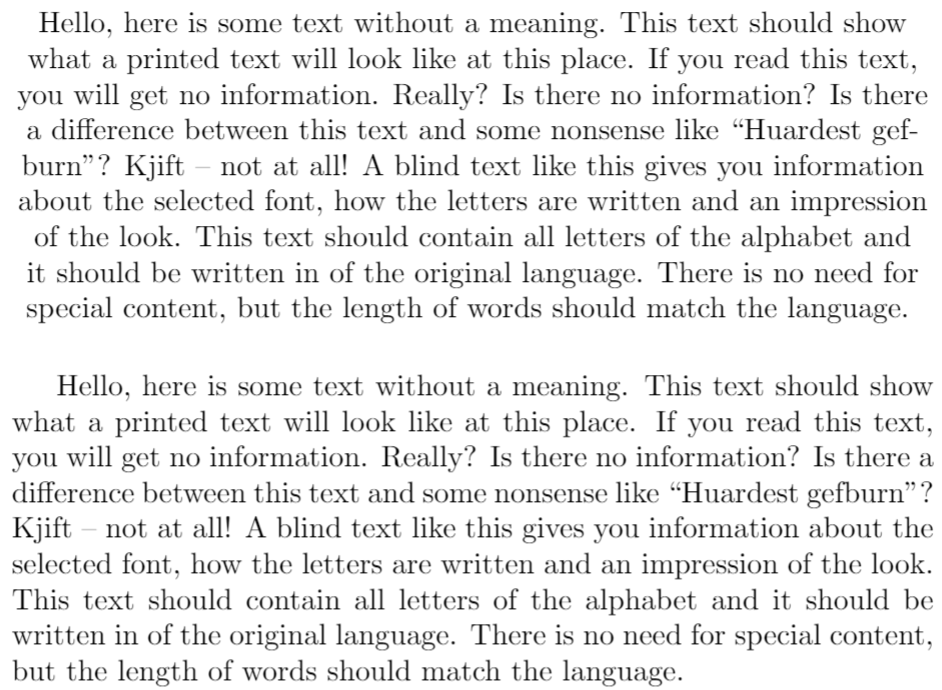 Hello, here is some text without a meaning. This text should show
what a printed text will look like at this place. If you read this text,
you will get no information. Really? Is there no information? Is there
a difference between this text and some nonsense like “Huardest gef-
burn”? Kjift – not at all! A blind text like this gives you information
about the selected font, how the letters are written and an impression
of the look. This text should contain all letters of the alphabet and
it should be written in of the original language. There is no need for
special content, but the length of words should match the language.
Hello, here is some text without a meaning. This text should show
what a printed text will look like at this place. If you read this text,
you will get no information. Really? Is there no information? Is there a
difference between this text and some nonsense like “Huardest gefburn”?
Kjift – not at all! A blind text like this gives you information about the
selected font, how the letters are written and an impression of the look.
This text should contain all letters of the alphabet and it should be
written in of the original language. There is no need for special content,
but the length of words should match the language.